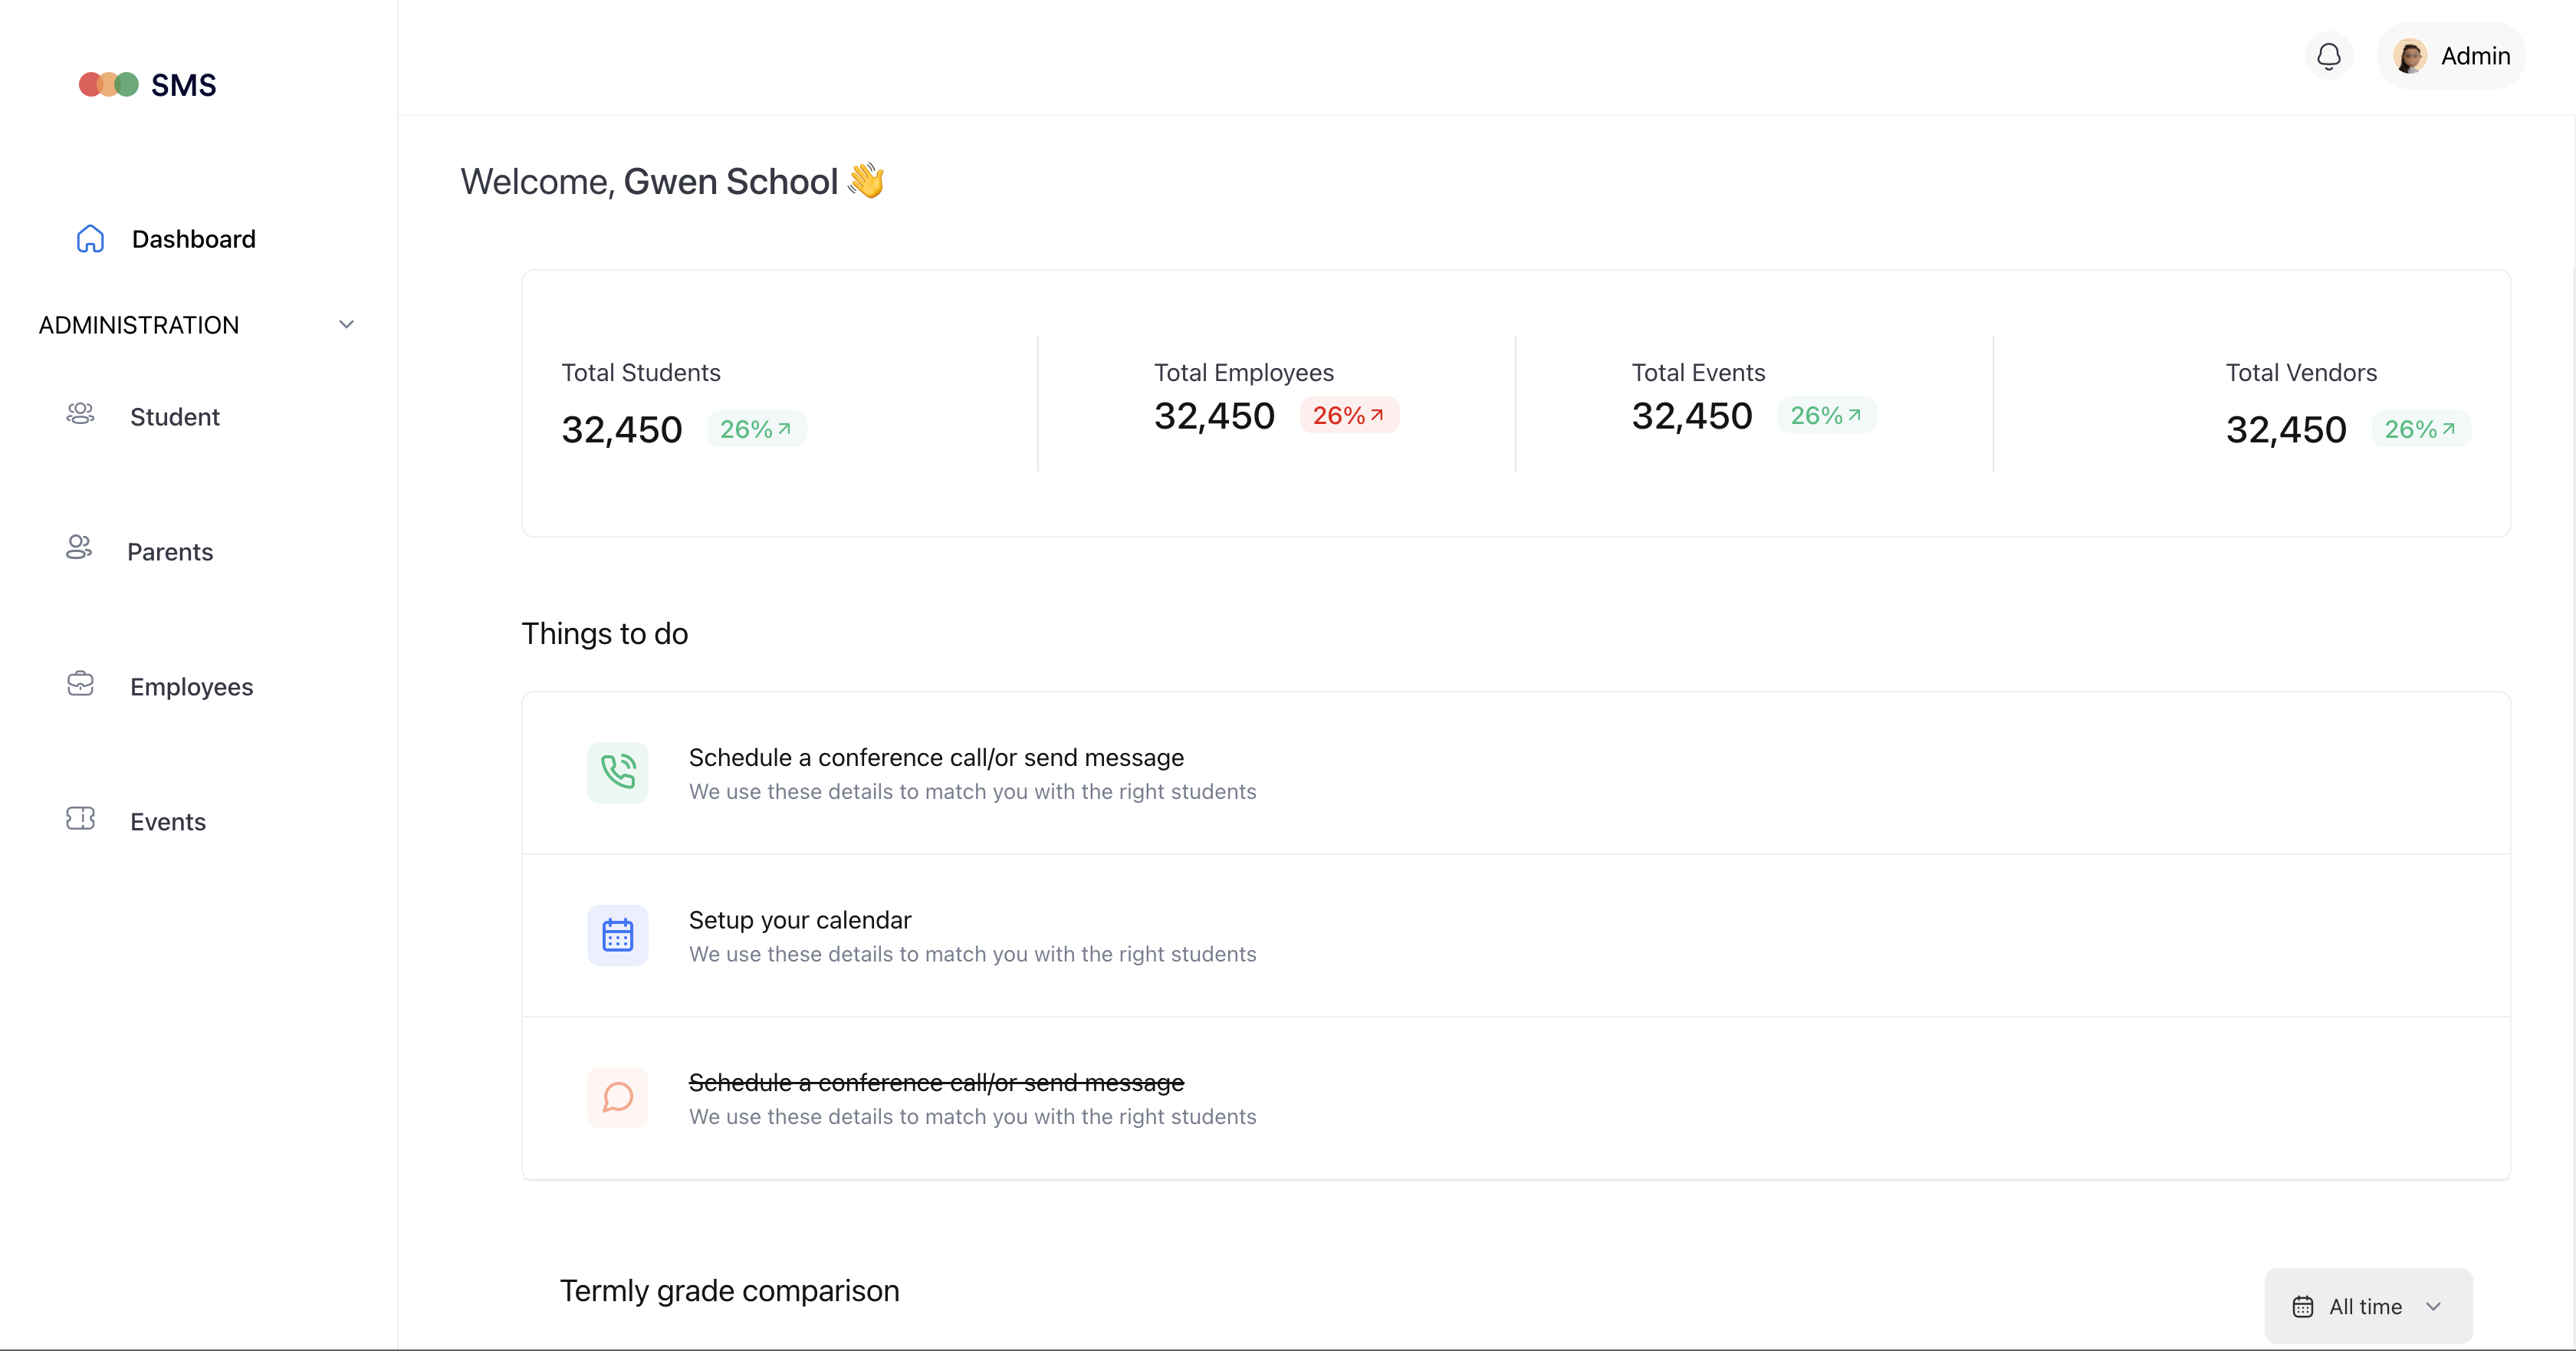 SMS
Admin
Dashboard
ADMINISTRATION
Student
Parents
Employees
Events
Welcome, Gwen School 👋
Total Students
32,450 26%
Total Employees
32,450 26%
Total Events
32,450 26%
Total Vendors
32,450 26%
Things to do
Schedule a conference call/or send message
We use these details to match you with the right students
Setup your calendar
We use these details to match you with the right students
Schedule a conference call/or send message
We use these details to match you with the right students
Termly grade comparison
All time